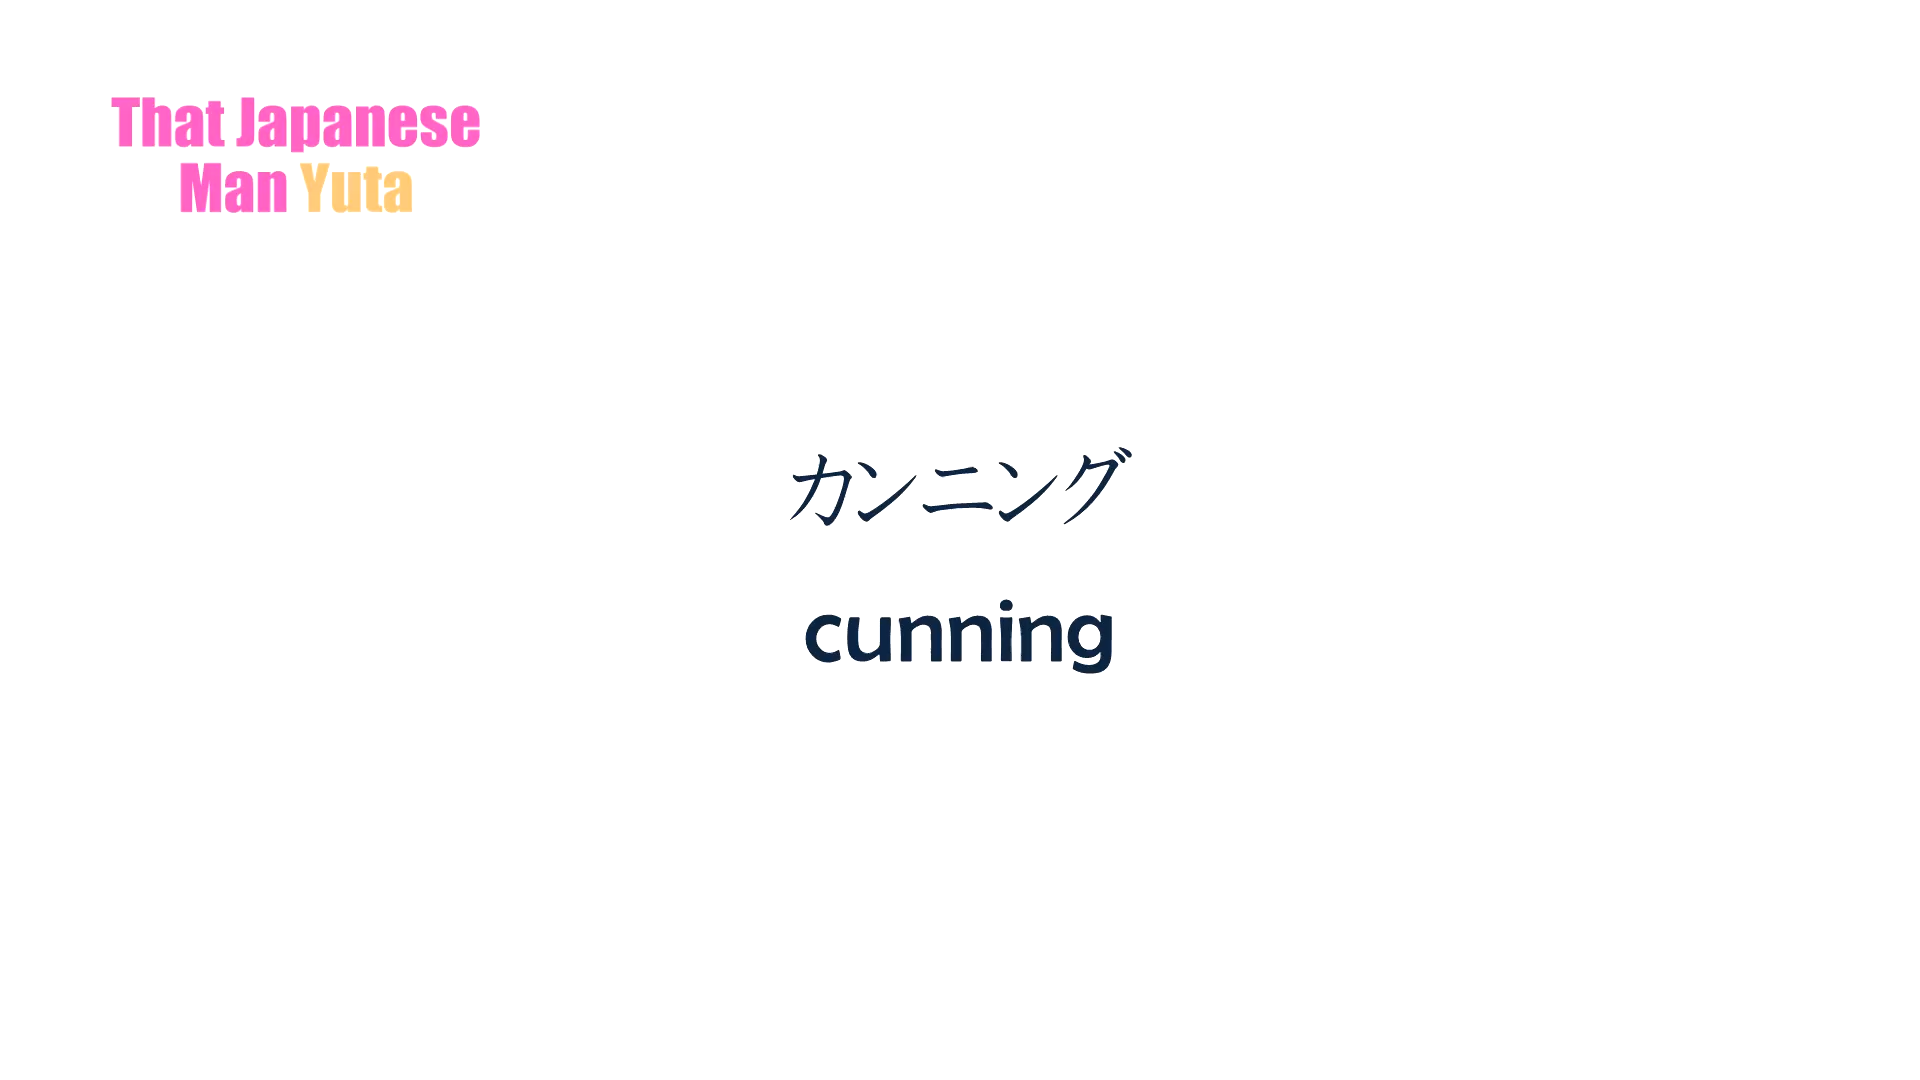 That Japanese
Man Yuta
カンニング
cunning